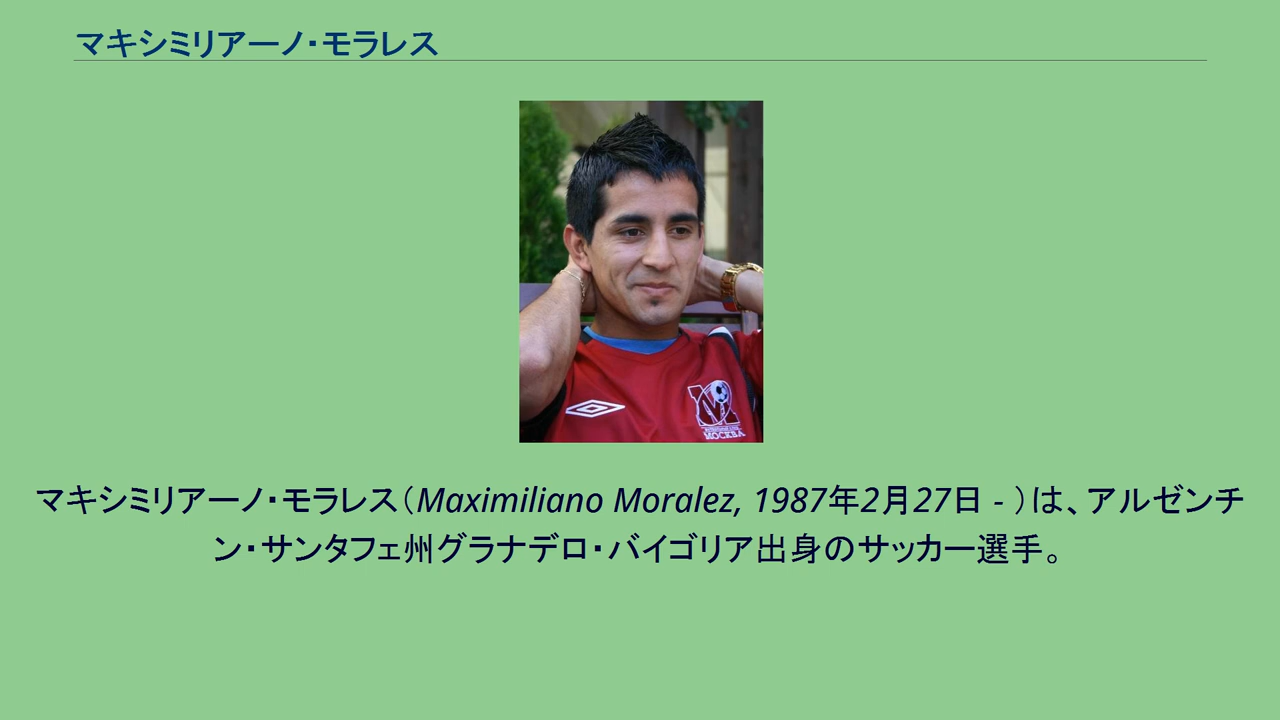 マキシミリアーノ・モラレス
МОСКВА
マキシミリアーノ・モラレス（Maximiliano Moralez, 1987年2月27日 - ）は、アルゼンチ
ン・サンタフェ州グラナデロ・バイゴリア出身のサッカー選手。